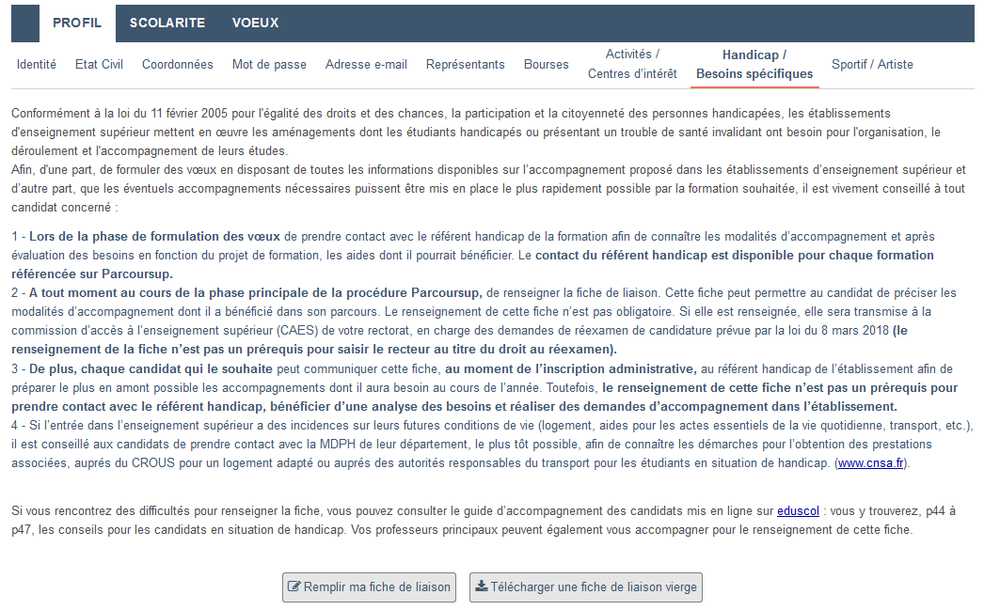 PROFIL SCOLARITE VOEUX
Identité Etat Civil Coordonnées Mot de passe Adresse e-mail Représentants Bourses Activités / Centres d'intérêt Handicap / Besoins spécifiques Sportif / Artiste
Conformément à la loi du 11 février 2005 pour l'égalité des droits et des chances, la participation et la citoyenneté des personnes handicapées, les établissements
d'enseignement supérieur mettent en œuvre les aménagements dont les étudiants handicapés ou présentant un trouble de santé invalidant ont besoin pour l'organisation, le
déroulement et l'accompagnement de leurs études.
Afin, d'une part, de formuler des vœux en disposant de toutes les informations disponibles sur l'accompagnement proposé dans les établissements d'enseignement supérieur et
d'autre part, que les éventuels accompagnements nécessaires puissent être mis en place le plus rapidement possible par la formation souhaitée, il est vivement conseillé à tout
candidat concerné :
1 - Lors de la phase de formulation des vœux de prendre contact avec le référent handicap de la formation afin de connaître les modalités d'accompagnement et après
évaluation des besoins en fonction du projet de formation, les aides dont il pourrait bénéficier. Le contact du référent handicap est disponible pour chaque formation
référencée sur Parcoursup.
2 - A tout moment au cours de la phase principale de la procédure Parcoursup, de renseigner la fiche de liaison. Cette fiche peut permettre au candidat de préciser les
modalités d'accompagnement dont il a bénéficié dans son parcours. Le renseignement de cette fiche n'est pas obligatoire. Si elle est renseignée, elle sera transmise à la
commission d'accès à l'enseignement supérieur (CAES) de votre rectorat, en charge des demandes de réexamen de candidature prévue par la loi du 8 mars 2018 (le
renseignement de la fiche n'est pas un prérequis pour saisir le recteur au titre du droit au réexamen).
3 - De plus, chaque candidat qui le souhaite peut communiquer cette fiche, au moment de l'inscription administrative, au référent handicap de l'établissement afin de
préparer le plus en amont possible les accompagnements dont il aura besoin au cours de l'année. Toutefois, le renseignement de cette fiche n'est pas un prérequis pour
prendre contact avec le référent handicap, bénéficier d'une analyse des besoins et réaliser des demandes d'accompagnement dans l'établissement.
4 - Si l'entrée dans l'enseignement supérieur a des incidences sur leurs futures conditions de vie (logement, aides pour les actes essentiels de la vie quotidienne, transport, etc.),
il est conseillé aux candidats de prendre contact avec la MDPH de leur département, le plus tôt possible, afin de connaître les démarches pour l'obtention des prestations
associées, auprés du CROUS pour un logement adapté ou auprés des autorités responsables du transport pour les étudiants en situation de handicap. (www.cnsa.fr).
Si vous rencontrez des difficultés pour renseigner la fiche, vous pouvez consulter le guide d'accompagnement des candidats mis en ligne sur eduscol : vous y trouverez, p44 à
p47, les conseils pour les candidats en situation de handicap. Vos professeurs principaux peuvent également vous accompagner pour le renseignement de cette fiche.
Remplir ma fiche de liaison Télécharger une fiche de liaison vierge